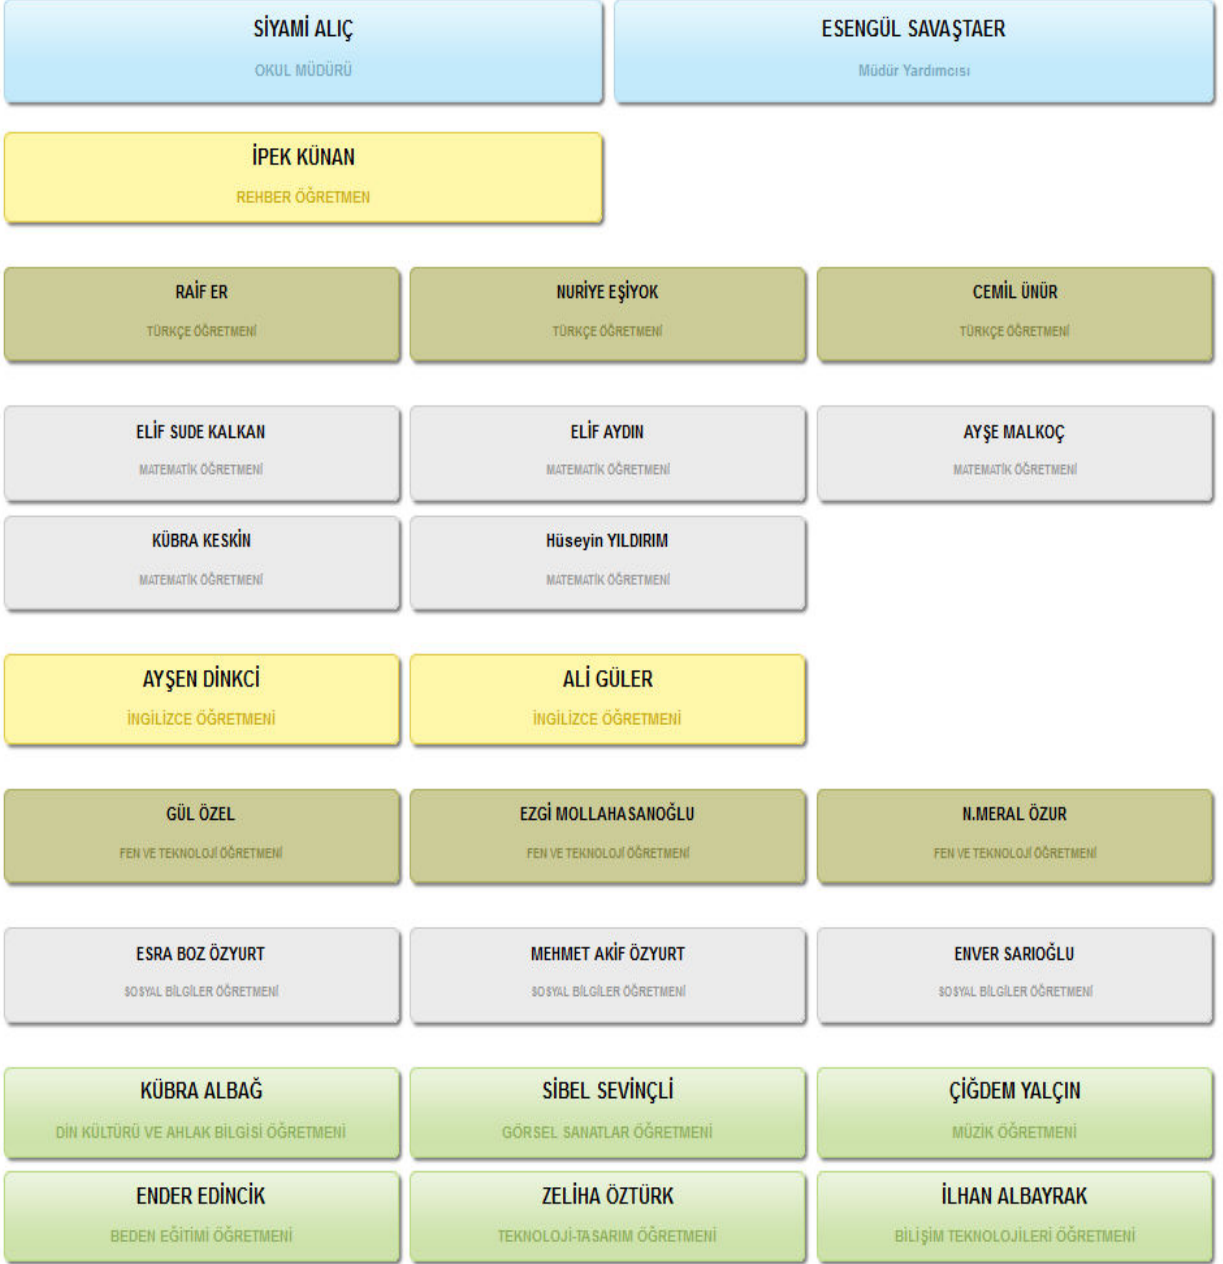 SİYAMİ ALIÇ
OKUL MÜDÜRÜ
ESENGÜL SAVAŞTAER
Müdür Yardımcısı
İPEK KÜNAN
REHBER ÖĞRETMEN
RAİF ER
TÜRKÇE ÖĞRETMENİ
NURİYE EŞİYOK
TÜRKÇE ÖĞRETMENİ
CEMİL ÜNÜR
TÜRKÇE ÖĞRETMENİ
ELİF SUDE KALKAN
MATEMATİK ÖĞRETMENİ
ELİF AYDIN
MATEMATİK ÖĞRETMENİ
AYŞE MALKOÇ
MATEMATİK ÖĞRETMENİ
KÜBRA KESKİN
MATEMATİK ÖĞRETMENİ
Hüseyin YILDIRIM
MATEMATİK ÖĞRETMENİ
AYŞEN DİNKCİ
İNGİLİZCE ÖĞRETMENİ
ALİ GÜLER
İNGİLİZCE ÖĞRETMENİ
GÜL ÖZEL
FEN VE TEKNOLOJİ ÖĞRETMENİ
EZGİ MOLLAHASANOĞLU
FEN VE TEKNOLOJİ ÖĞRETMENİ
N.MERAL ÖZUR
FEN VE TEKNOLOJİ ÖĞRETMENİ
ESRA BOZ ÖZYURT
SOSYAL BİLGİLER ÖĞRETMENİ
MEHMET AKİF ÖZYURT
SOSYAL BİLGİLER ÖĞRETMENİ
ENVER SARIOĞLU
SOSYAL BİLGİLER ÖĞRETMENİ
KÜBRA ALBAĞ
DİN KÜLTÜRÜ VE AHLAK BİLGİSİ ÖĞRETMENİ
SİBEL SEVİNÇLİ
GÖRSEL SANATLAR ÖĞRETMENİ
ÇİĞDEM YALÇIN
MÜZİK ÖĞRETMENİ
ENDER EDİNCİK
BEDEN EĞİTİMİ ÖĞRETMENİ
ZELİHA ÖZTÜRK
TEKNOLOJİ-TASARIM ÖĞRETMENİ
İLHAN ALBAYRAK
BİLİŞİM TEKNOLOJİLERİ ÖĞRETMENİ